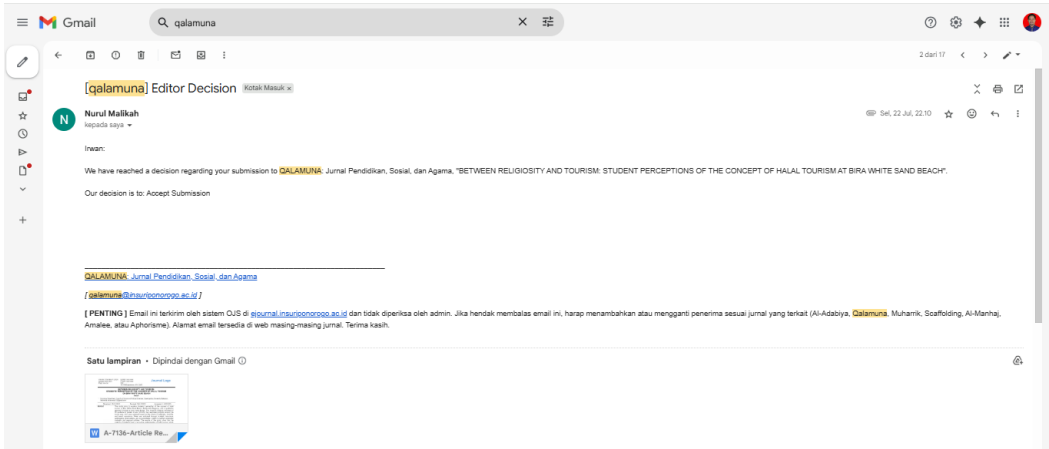 Gmail
qalamuna
2 dari 17
[qalamuna] Editor Decision Kotak Masuk x
N
Nurul Malikah
Sel, 22 Jul, 22.10
kepada saya
Irwan:
We have reached a decision regarding your submission to QALAMUNA: Jurnal Pendidikan, Sosial, dan Agama, "BETWEEN RELIGIOSITY AND TOURISM: STUDENT PERCEPTIONS OF THE CONCEPT OF HALAL TOURISM AT BIRA WHITE SAND BEACH".
Our decision is to: Accept Submission
QALAMUNA: Jurnal Pendidikan, Sosial, dan Agama
[ qalamuna@insuriponorogo.ac.id ]
[ PENTING ] Email ini terkirim oleh sistem OJS di ejournal.insuriponorogo.ac.id dan tidak diperiksa oleh admin. Jika hendak membalas email ini, harap menambahkan atau mengganti penerima sesuai jurnal yang terkait (Al-Adabiya, Qalamuna, Muharrik, Scaffolding, Al-Manhaj,
Amalee, atau Aphorisme). Alamat email tersedia di web masing-masing jurnal. Terima kasih.
Satu lampiran • Dipindai dengan Gmail
W A-7136-Article Re...